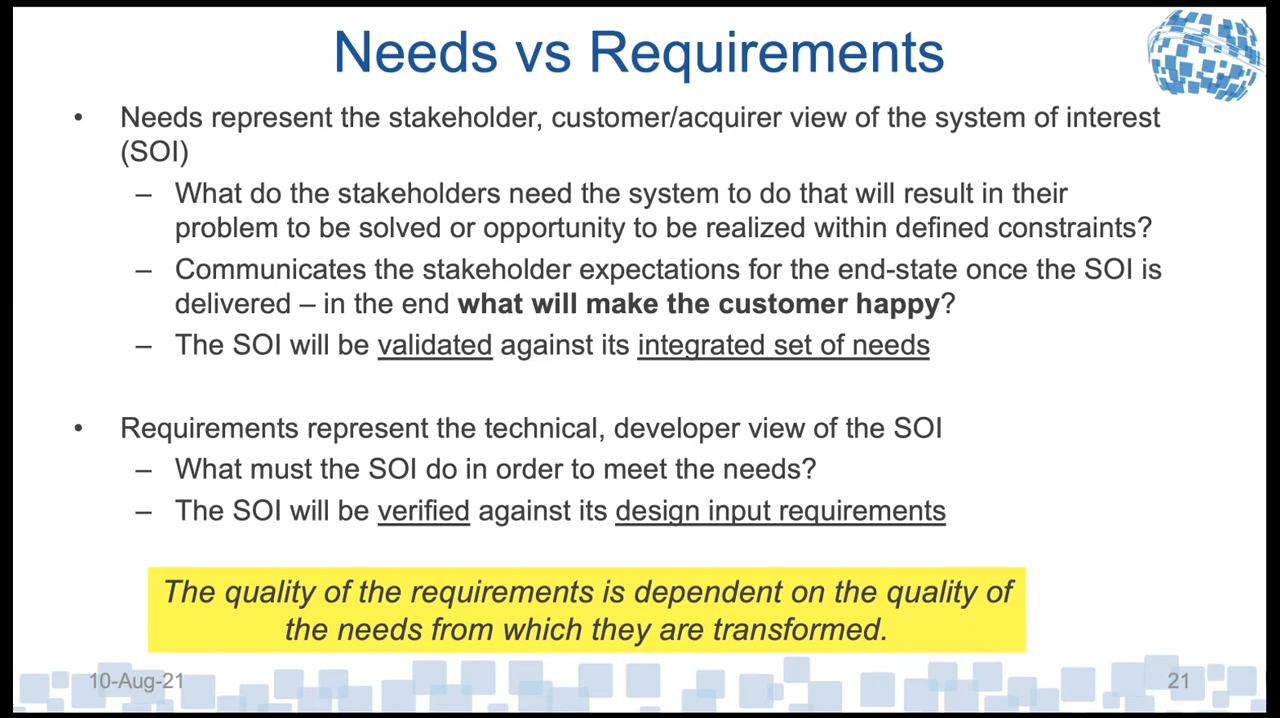 Needs vs Requirements
• Needs represent the stakeholder, customer/acquirer view of the system of interest
(SOI)
– What do the stakeholders need the system to do that will result in their
problem to be solved or opportunity to be realized within defined constraints?
– Communicates the stakeholder expectations for the end-state once the SOI is
delivered – in the end what will make the customer happy?
– The SOI will be validated against its integrated set of needs
• Requirements represent the technical, developer view of the SOI
– What must the SOI do in order to meet the needs?
– The SOI will be verified against its design input requirements
The quality of the requirements is dependent on the quality of
the needs from which they are transformed.
10-Aug-21
21